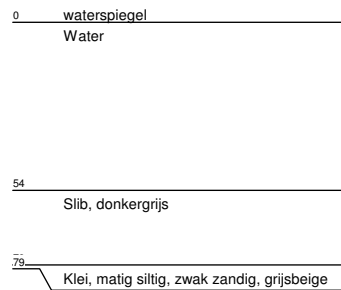 0 waterspiegel
Water
54
Slib, donkergrijs
79
Klei, matig siltig, zwak zandig, grijsbeige